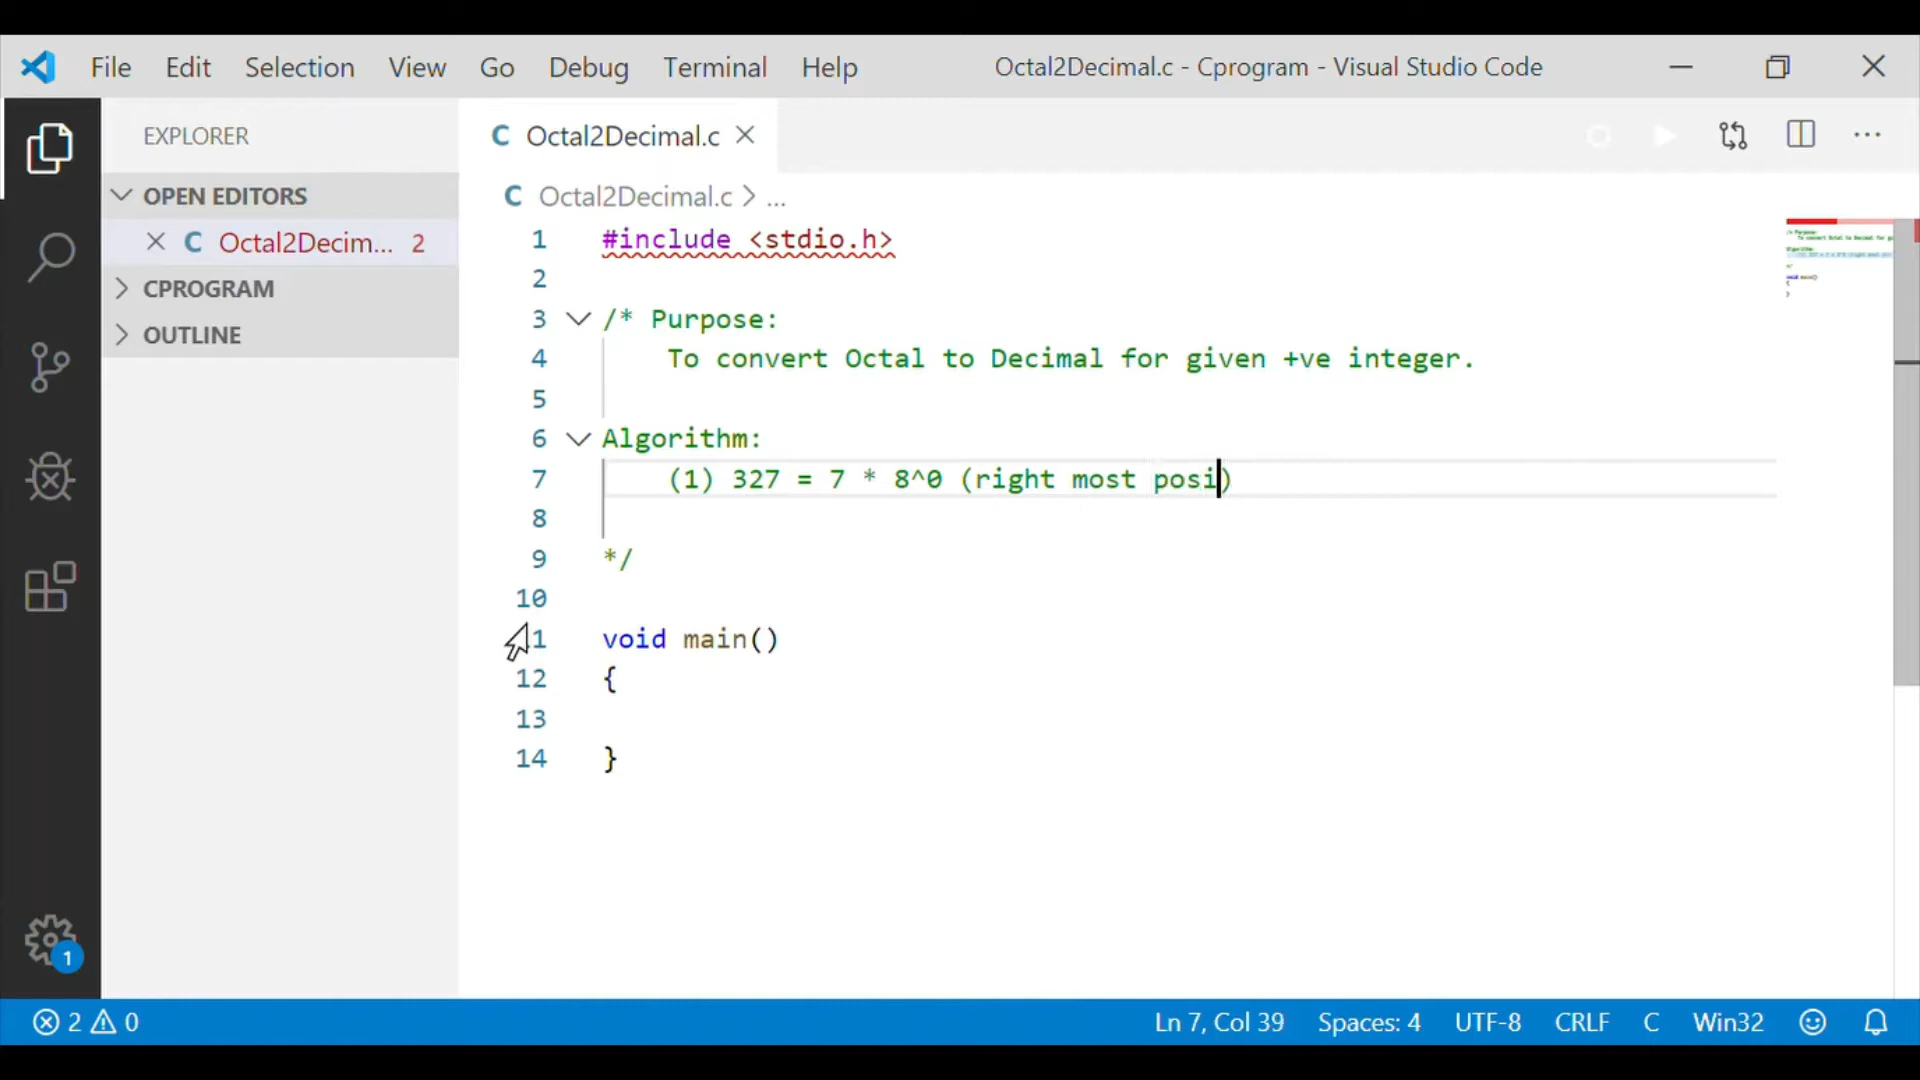 File Edit Selection View Go Debug Terminal Help Octal2Decimal.c - Cprogram - Visual Studio Code
EXPLORER
OPEN EDITORS
C Octal2Decim... 2
CPROGRAM
OUTLINE
C Octal2Decimal.c
C Octal2Decimal.c > ...
1 #include <stdio.h>
2
3 /* Purpose:
4 To convert Octal to Decimal for given +ve integer.
5
6 Algorithm:
7 (1) 327 = 7 * 8^0 (right most posi)
8
9 */
10
11 void main()
12 {
13
14 }
1
2 0 Ln 7, Col 39 Spaces: 4 UTF-8 CRLF C Win32